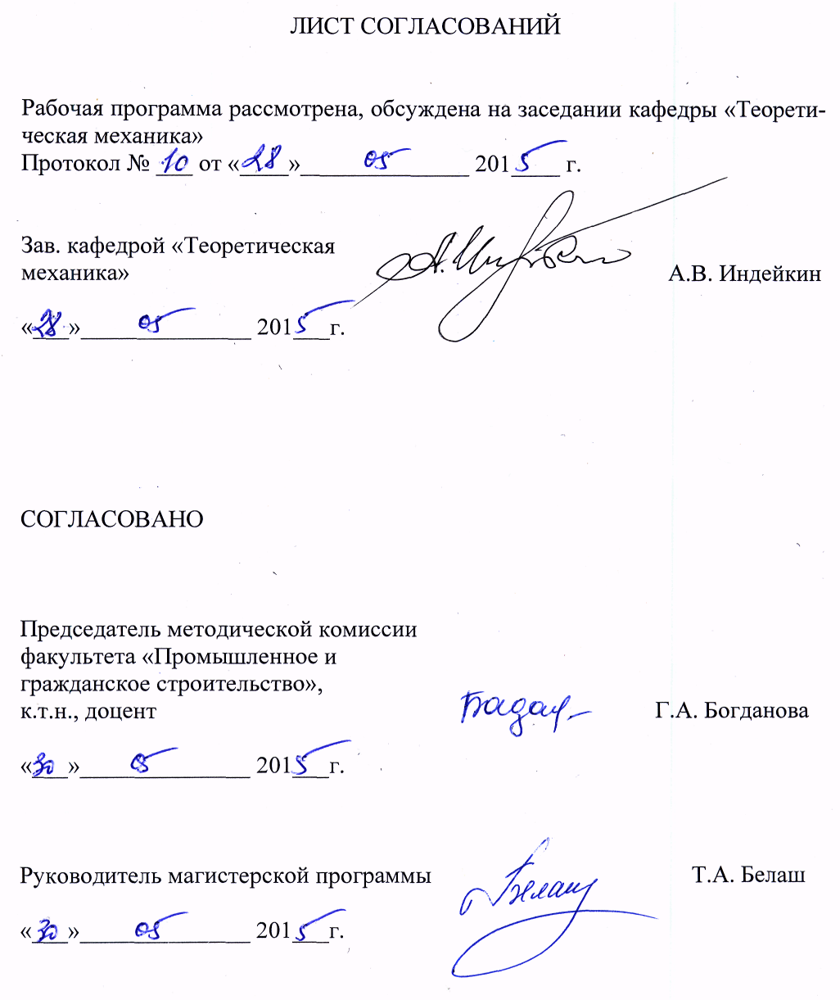 ЛИСТ СОГЛАСОВАНИЙ
Рабочая программа рассмотрена, обсуждена на заседании кафедры «Теорети-
ческая механика»
Протокол № 10 от «28» 05 2015 г.
Зав. кафедрой «Теоретическая
механика» А.В. Индейкин
«28» 05 2015 г.
СОГЛАСОВАНО
Председатель методической комиссии
факультета «Промышленное и
гражданское строительство»,
к.т.н., доцент Г.А. Богданова
«30» 05 2015 г.
Руководитель магистерской программы Т.А. Белаш
«30» 05 2015 г.